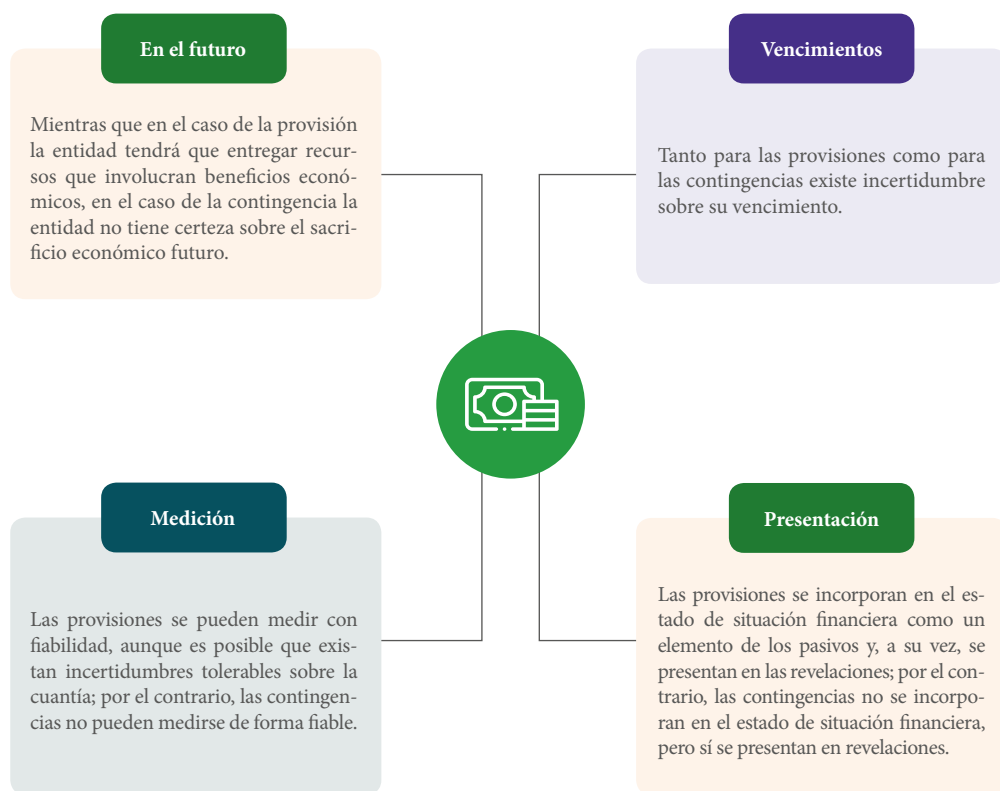 En el futuro
Mientras que en el caso de la provisión
la entidad tendrá que entregar recur-
sos que involucran beneficios econó-
micos, en el caso de la contingencia la
entidad no tiene certeza sobre el sacri-
ficio económico futuro.
Vencimientos
Tanto para las provisiones como para
las contingencias existe incertidumbre
sobre su vencimiento.
Medición
Las provisiones se pueden medir con
fiabilidad, aunque es posible que exis-
tan incertidumbres tolerables sobre la
cuantía; por el contrario, las contingen-
cias no pueden medirse de forma fiable.
Presentación
Las provisiones se incorporan en el es-
tado de situación financiera como un
elemento de los pasivos y, a su vez, se
presentan en las revelaciones; por el con-
trario, las contingencias no se incorpo-
ran en el estado de situación financiera,
pero sí se presentan en revelaciones.